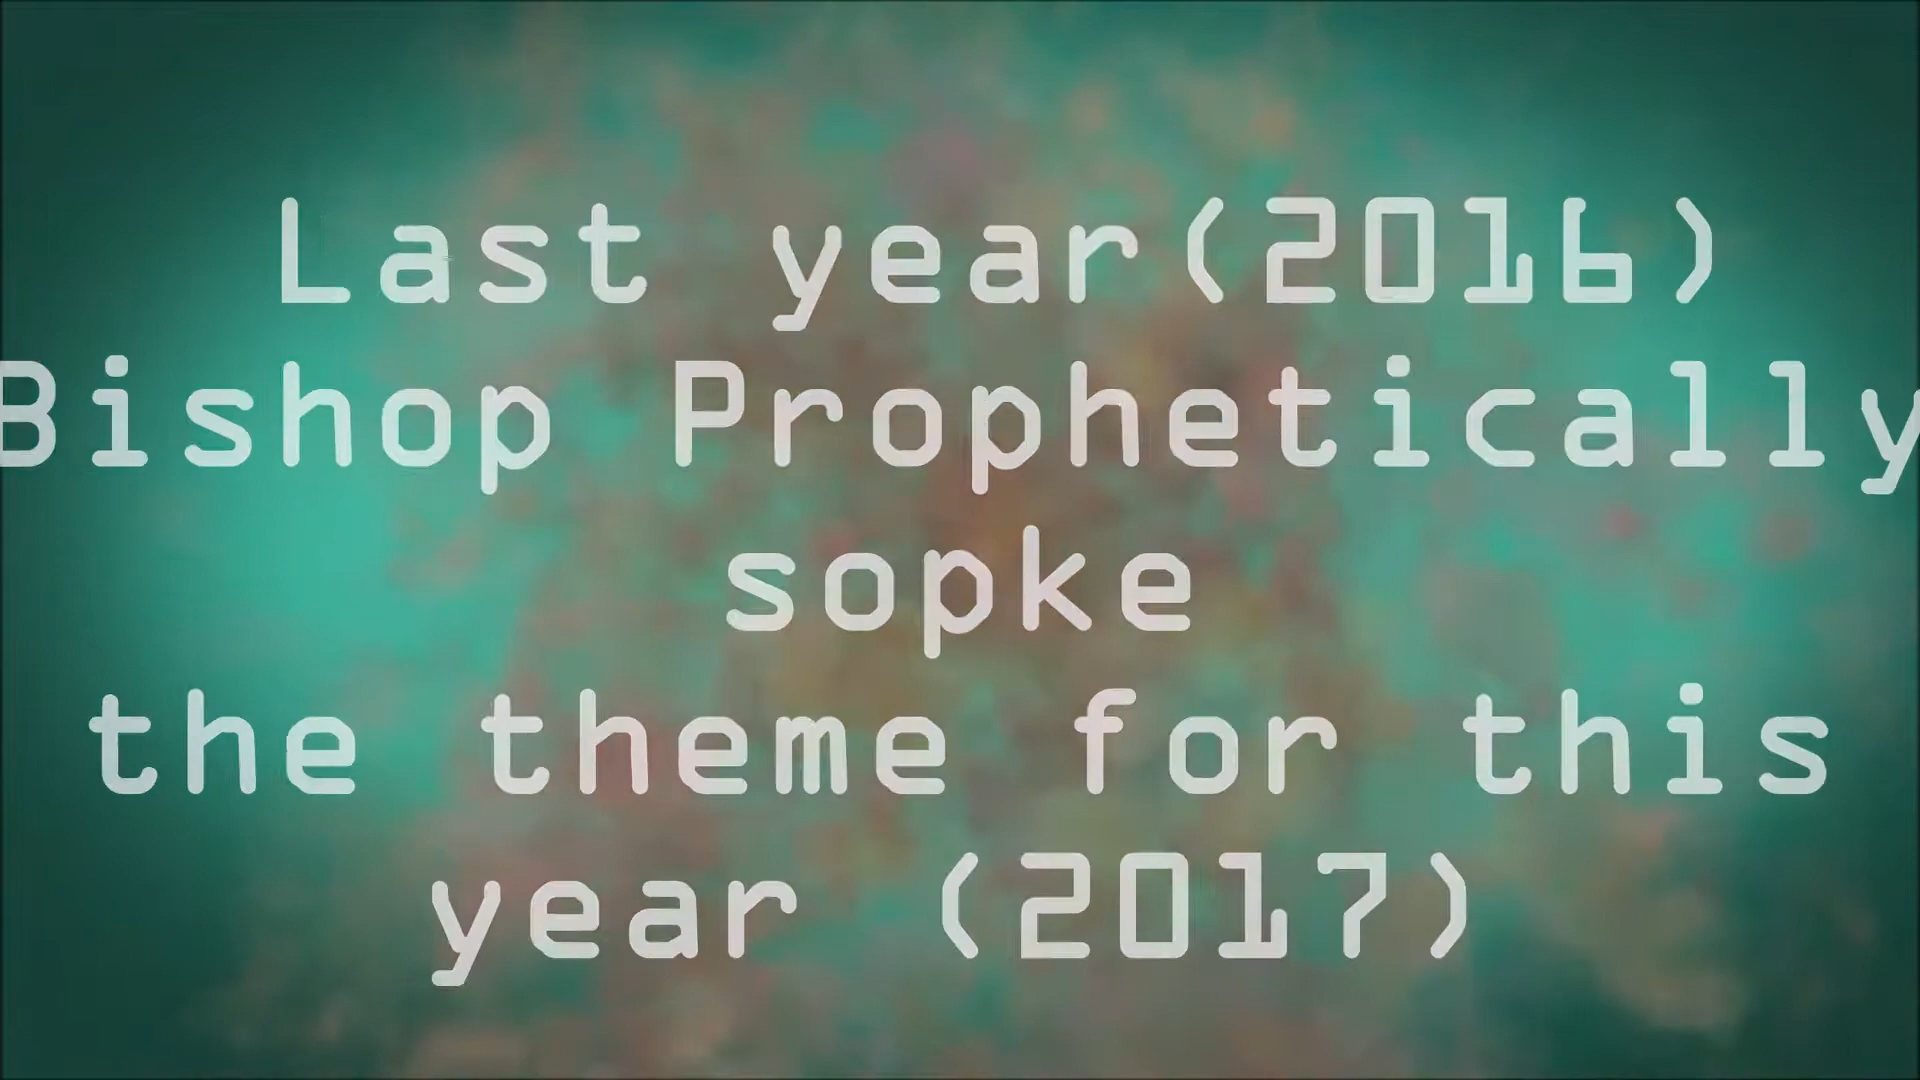 Last year(2016)
Bishop Prophetically
sopke
the theme for this
year (2017)